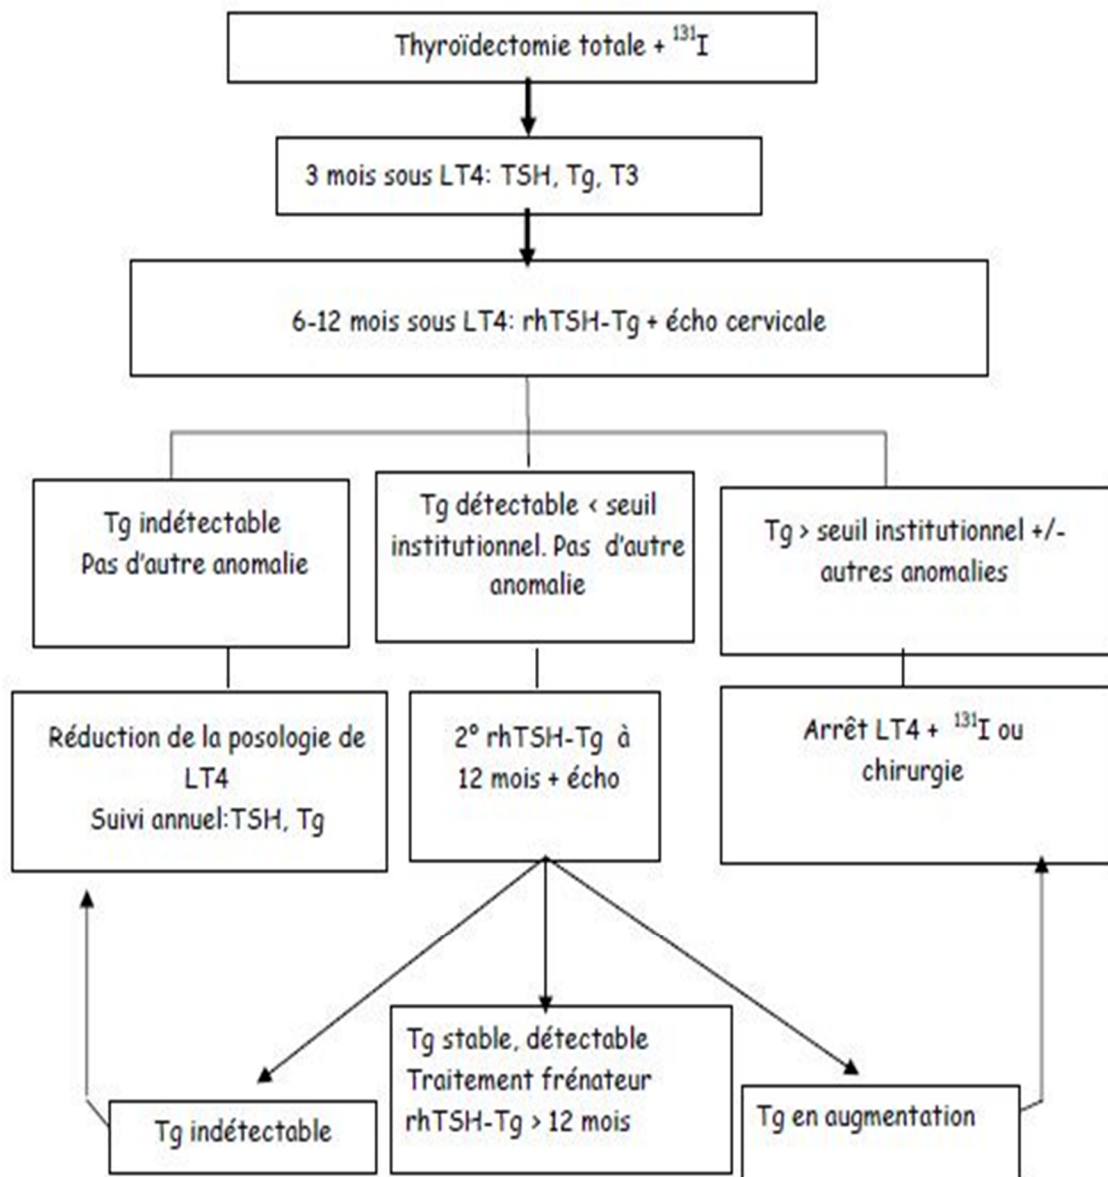 Thyroïdectomie totale + ¹³¹I
3 mois sous LT4: TSH, Tg, T3
6-12 mois sous LT4: rhTSH-Tg + écho cervicale
Tg indétectable
Pas d'autre anomalie
Tg détectable < seuil
institutionnel. Pas d'autre
anomalie
Tg > seuil institutionnel +/-
autres anomalies
Réduction de la posologie de
LT4
Suivi annuel:TSH, Tg
2° rhTSH-Tg à
12 mois + écho
Arrêt LT4 + ¹³¹I ou
chirurgie
Tg indétectable
Tg stable, détectable
Traitement frénateur
rhTSH-Tg > 12 mois
Tg en augmentation